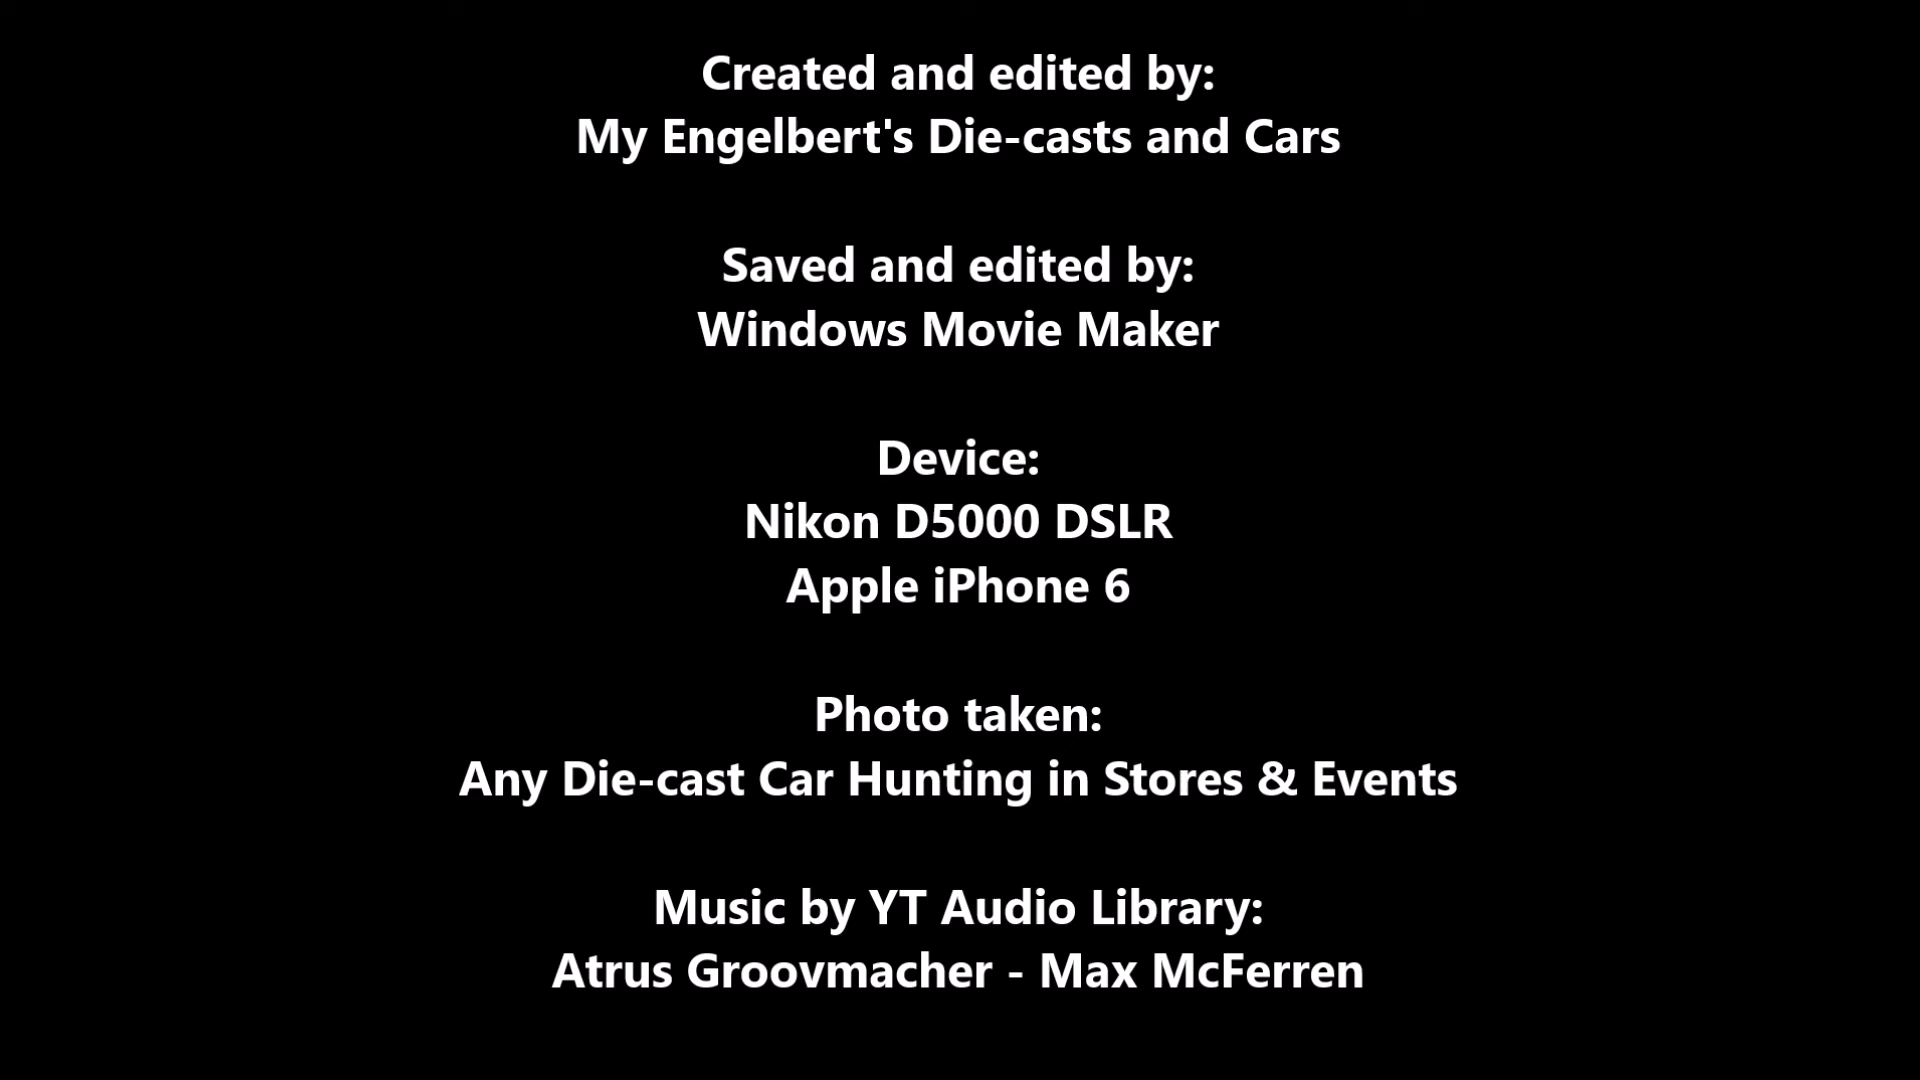 Created and edited by:
My Engelbert's Die-casts and Cars
Saved and edited by:
Windows Movie Maker
Device:
Nikon D5000 DSLR
Apple iPhone 6
Photo taken:
Any Die-cast Car Hunting in Stores & Events
Music by YT Audio Library:
Atrus Groovmacher - Max McFerren